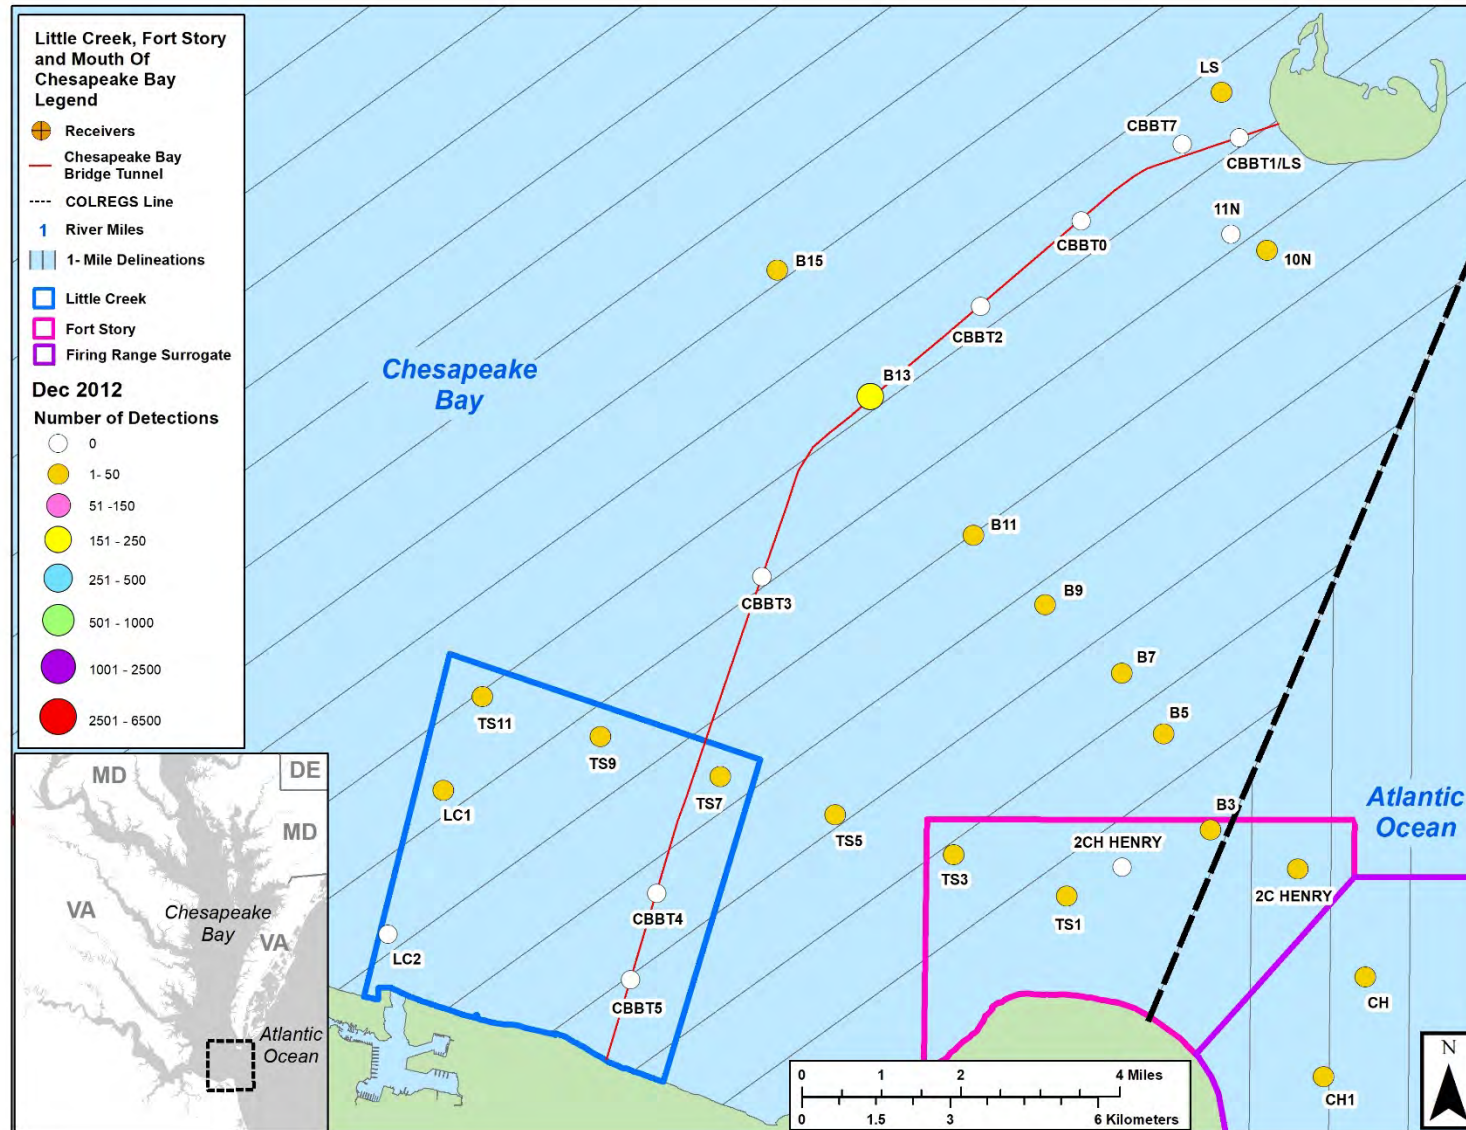 Little Creek, Fort Story
and Mouth Of
Chesapeake Bay
Legend
Receivers
Chesapeake Bay
Bridge Tunnel
COLREGS Line
1 River Miles
1- Mile Delineations
Little Creek
Fort Story
Firing Range Surrogate
Dec 2012
Number of Detections
0
1- 50
51 -150
151 - 250
251 - 500
501 - 1000
1001 - 2500
2501 - 6500
LS
CBBT7
CBBT1/LS
11N
CBBT0
10N
B15
CBBT2
Chesapeake
Bay
B13
B11
CBBT3
B9
B7
TS11
B5
TS9
TS7
LC1
B3
Atlantic
Ocean
TS5
2CH HENRY
TS3
2C HENRY
TS1
CBBT4
LC2
CH
CBBT5
CH1
MD
DE
MD
VA
Chesapeake
Bay
VA
Atlantic
Ocean
0 1 2 4 Miles
0 1.5 3 6 Kilometers
N